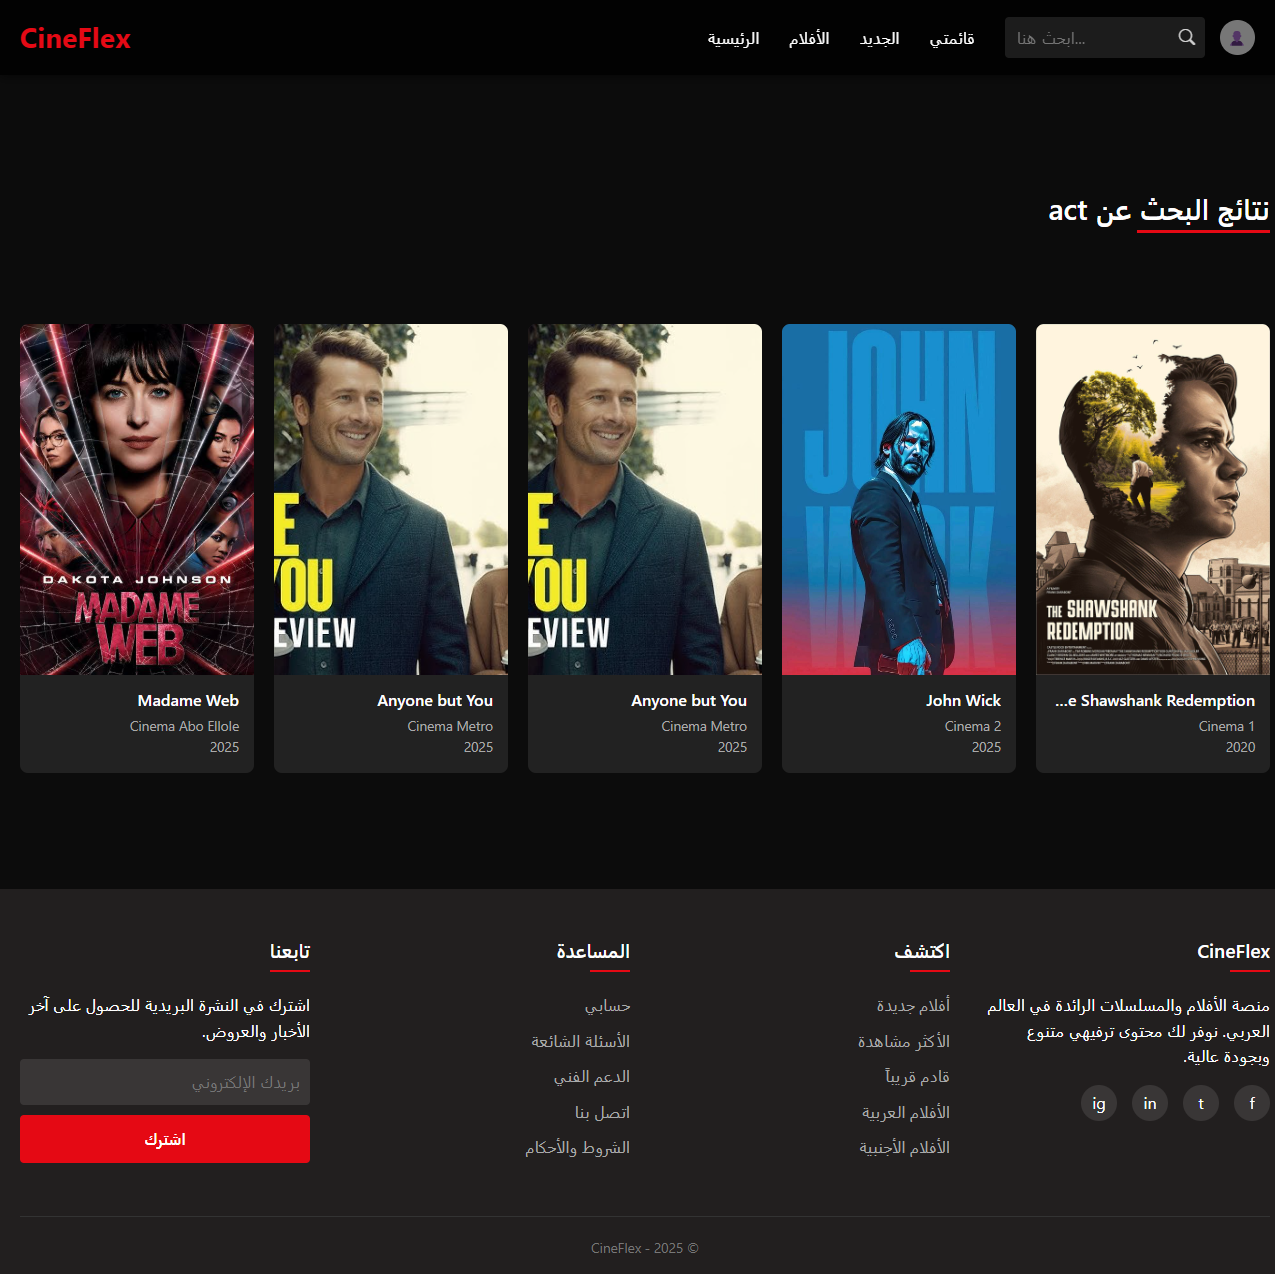 CineFlex
الرئيسية
الأفلام
الجديد
قائمتي
ابحث هنا...
نتائج البحث عن act
DAKOTA JOHNSON
MADAME
WEB
E
YOU
EVIEW
E
YOU
EVIEW
JOHN
WICK
THE SHAWSHANK
REDEMPTION
Madame Web
Cinema Abo Ellole
2025
Anyone but You
Cinema Metro
2025
Anyone but You
Cinema Metro
2025
John Wick
Cinema 2
2025
...e Shawshank Redemption
Cinema 1
2020
CineFlex
منصة الأفلام والمسلسلات الرائدة في العالم
العربي. نوفر لك محتوى ترفيهي متنوع
وبجودة عالية.
f
t
in
ig
اكتشف
أفلام جديدة
الأكثر مشاهدة
قادم قريباً
الأفلام العربية
الأفلام الأجنبية
المساعدة
حسابي
الأسئلة الشائعة
الدعم الفني
اتصل بنا
الشروط والأحكام
تابعنا
اشترك في النشرة البريدية للحصول على آخر
الأخبار والعروض.
بريدك الإلكتروني
اشترك
CineFlex - 2025 ©